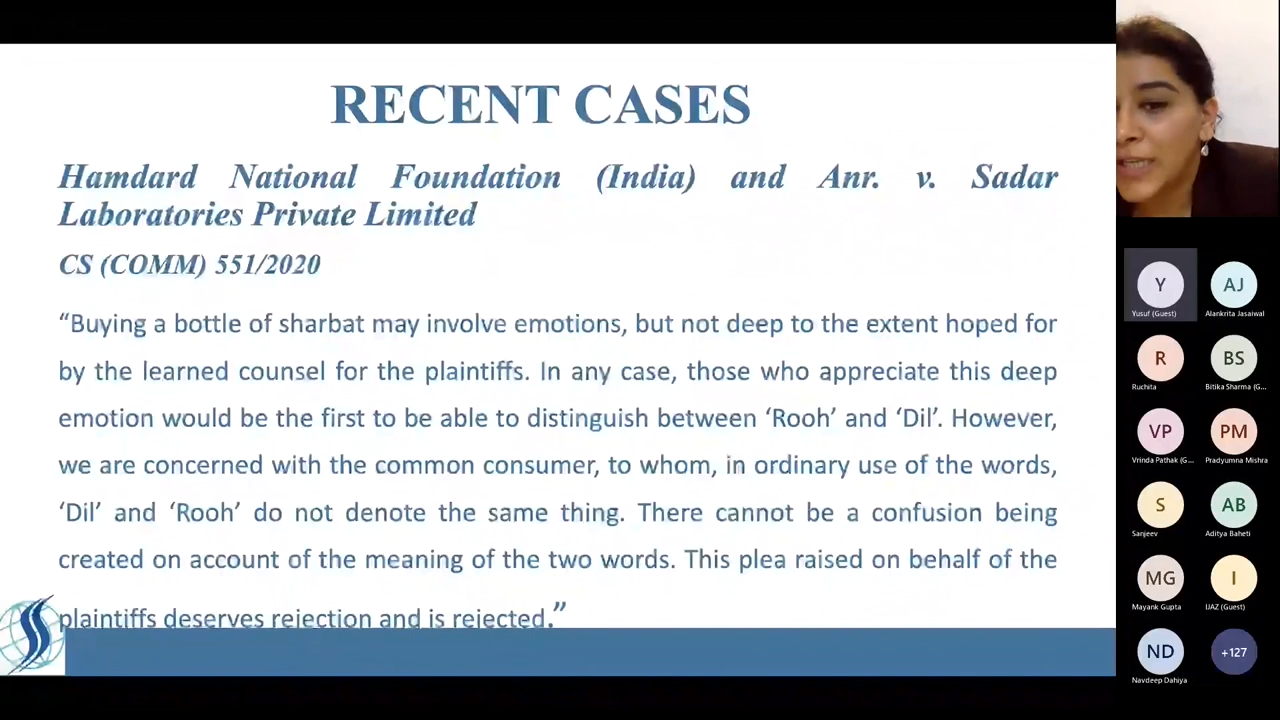 RECENT CASES
Hamdard National Foundation (India) and Anr. v. Sadar
Laboratories Private Limited
CS (COMM) 551/2020
“Buying a bottle of sharbat may involve emotions, but not deep to the extent hoped for
by the learned counsel for the plaintiffs. In any case, those who appreciate this deep
emotion would be the first to be able to distinguish between ‘Rooh’ and ‘Dil’. However,
we are concerned with the common consumer, to whom, in ordinary use of the words,
‘Dil’ and ‘Rooh’ do not denote the same thing. There cannot be a confusion being
created on account of the meaning of the two words. This plea raised on behalf of the
plaintiffs deserves rejection and is rejected.”
Y
Yusuf (Guest)
AJ
Alankrita Jasaiwal
R
Ruchita
BS
Bitika Sharma (G...
VP
Vrinda Pathak (G...
PM
Pradyumna Mishra
S
Sanjeev
AB
Aditya Baheti
MG
Mayank Gupta
I
IJAZ (Guest)
ND
Navdeep Dahiya
+127